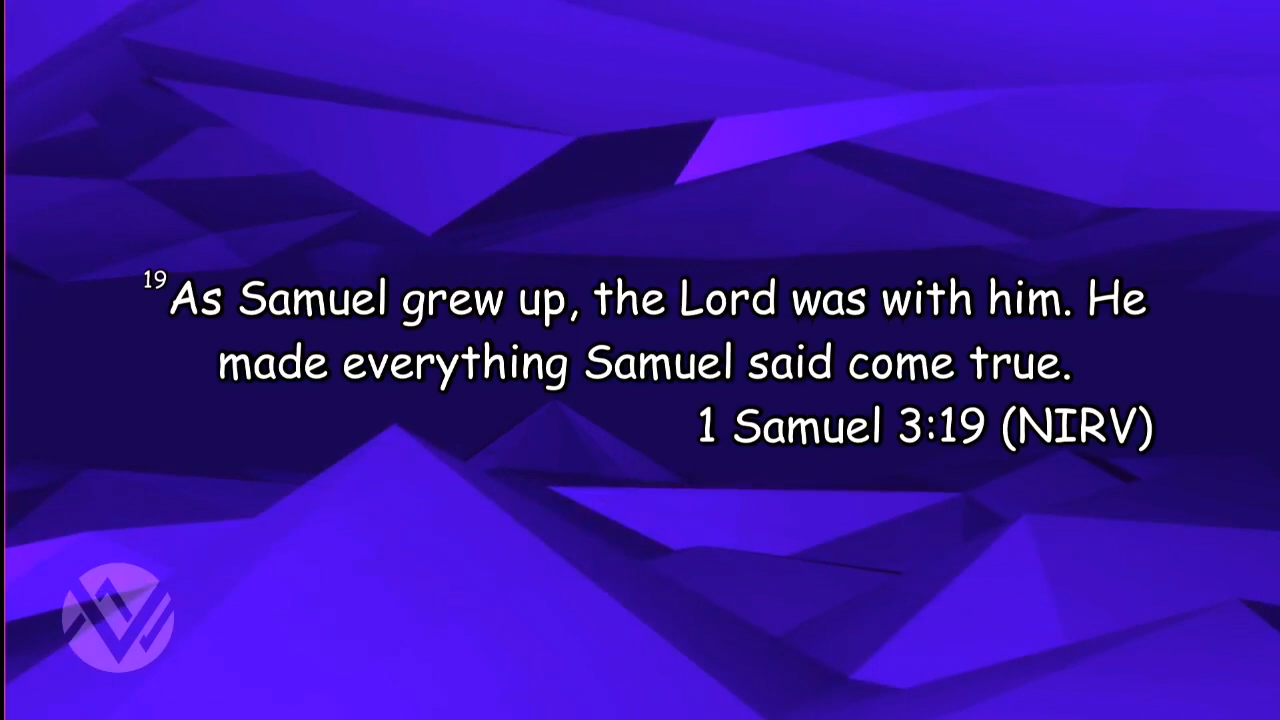 19As Samuel grew up, the Lord was with him. He
made everything Samuel said come true.
1 Samuel 3:19 (NIRV)